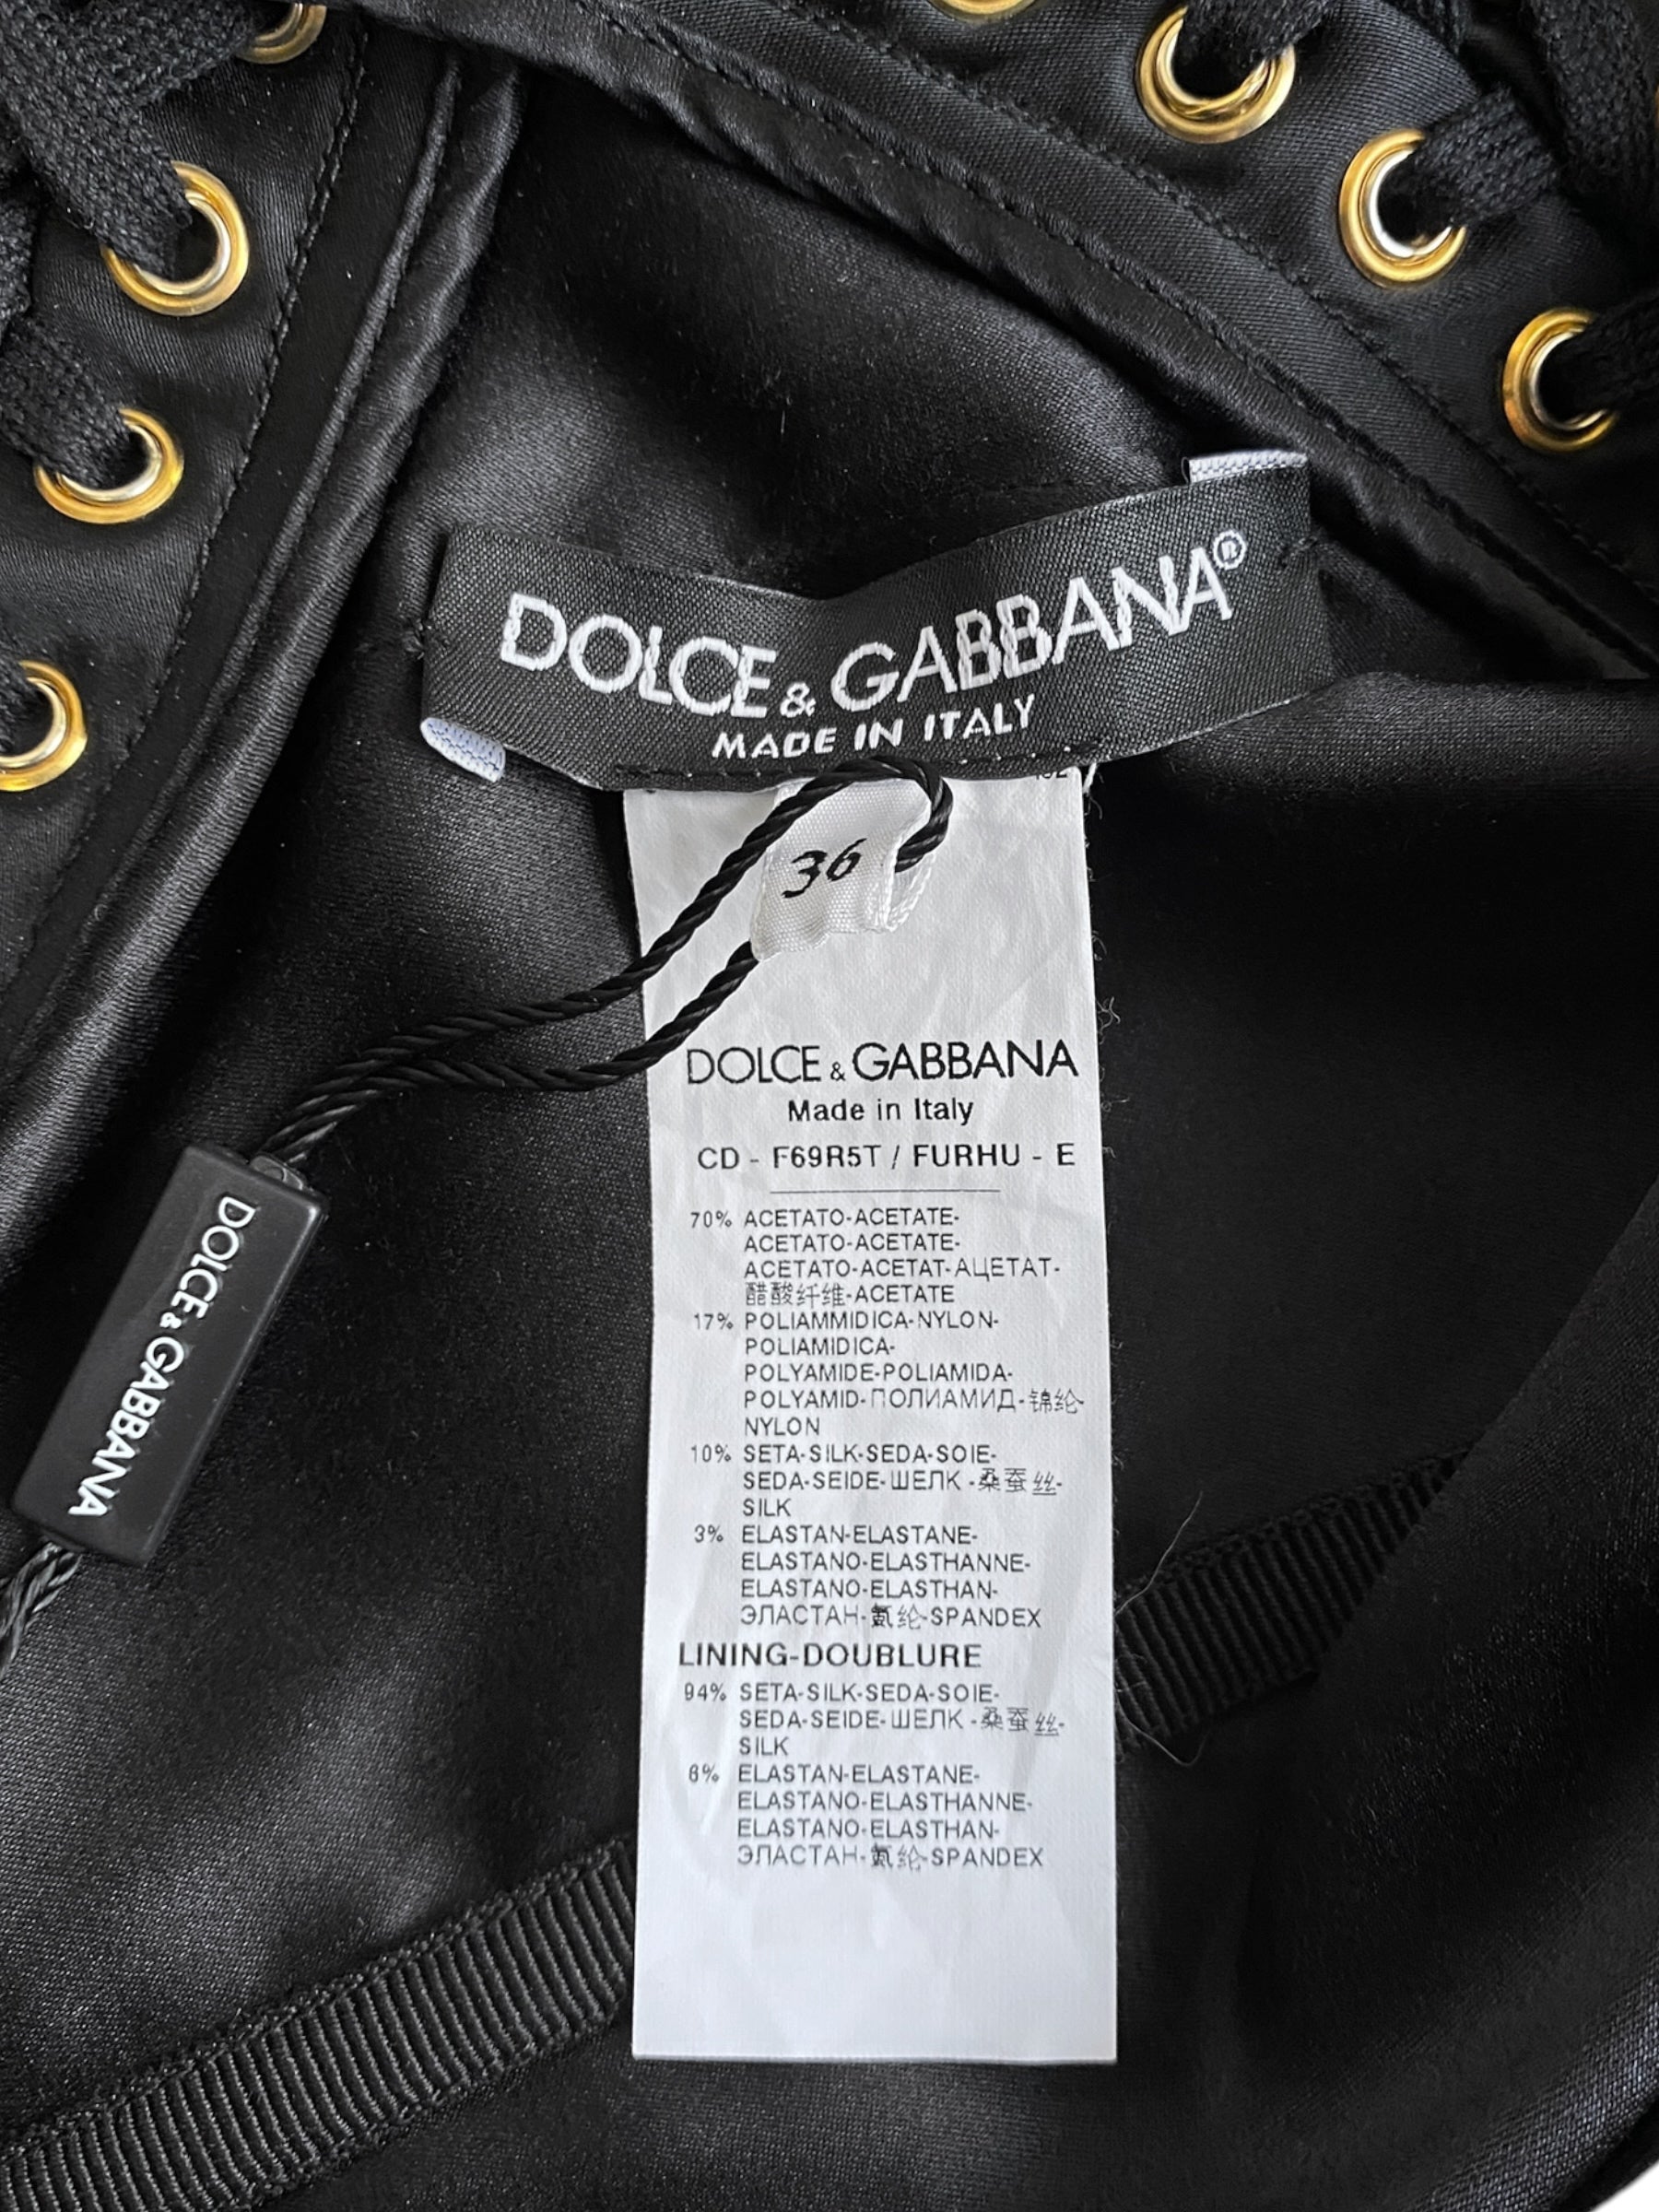 DOLCE & GABBANA®
MADE IN ITALY
36
DOLCE & GABBANA
Made in Italy
CD - F69R5T / FURHU - E
70% ACETATO-ACETATE-
ACETATO-ACETATE-
ACETATO-ACETAT-АЦЕТАТ-
醋酸纤维-ACETATE
17% POLIAMMIDICA-NYLON-
POLIAMIDICA-
POLYAMIDE-POLIAMIDA-
POLYAMID-ПОЛИАМИД-锦纶-
NYLON
10% SETA-SILK-SEDA-SOIE-
SEDA-SEIDE-ШЕЛК -桑蚕丝-
SILK
3% ELASTAN-ELASTANE-
ELASTANO-ELASTHANNE-
ELASTANO-ELASTHAN-
ЭЛАСТАН-氨纶-SPANDEX
LINING-DOUBLURE
94% SETA-SILK-SEDA-SOIE-
SEDA-SEIDE-ШЕЛК -桑蚕丝-
SILK
6% ELASTAN-ELASTANE-
ELASTANO-ELASTHANNE-
ELASTANO-ELASTHAN-
ЭЛАСТАН-氨纶-SPANDEX
DOLCE & GABBANA